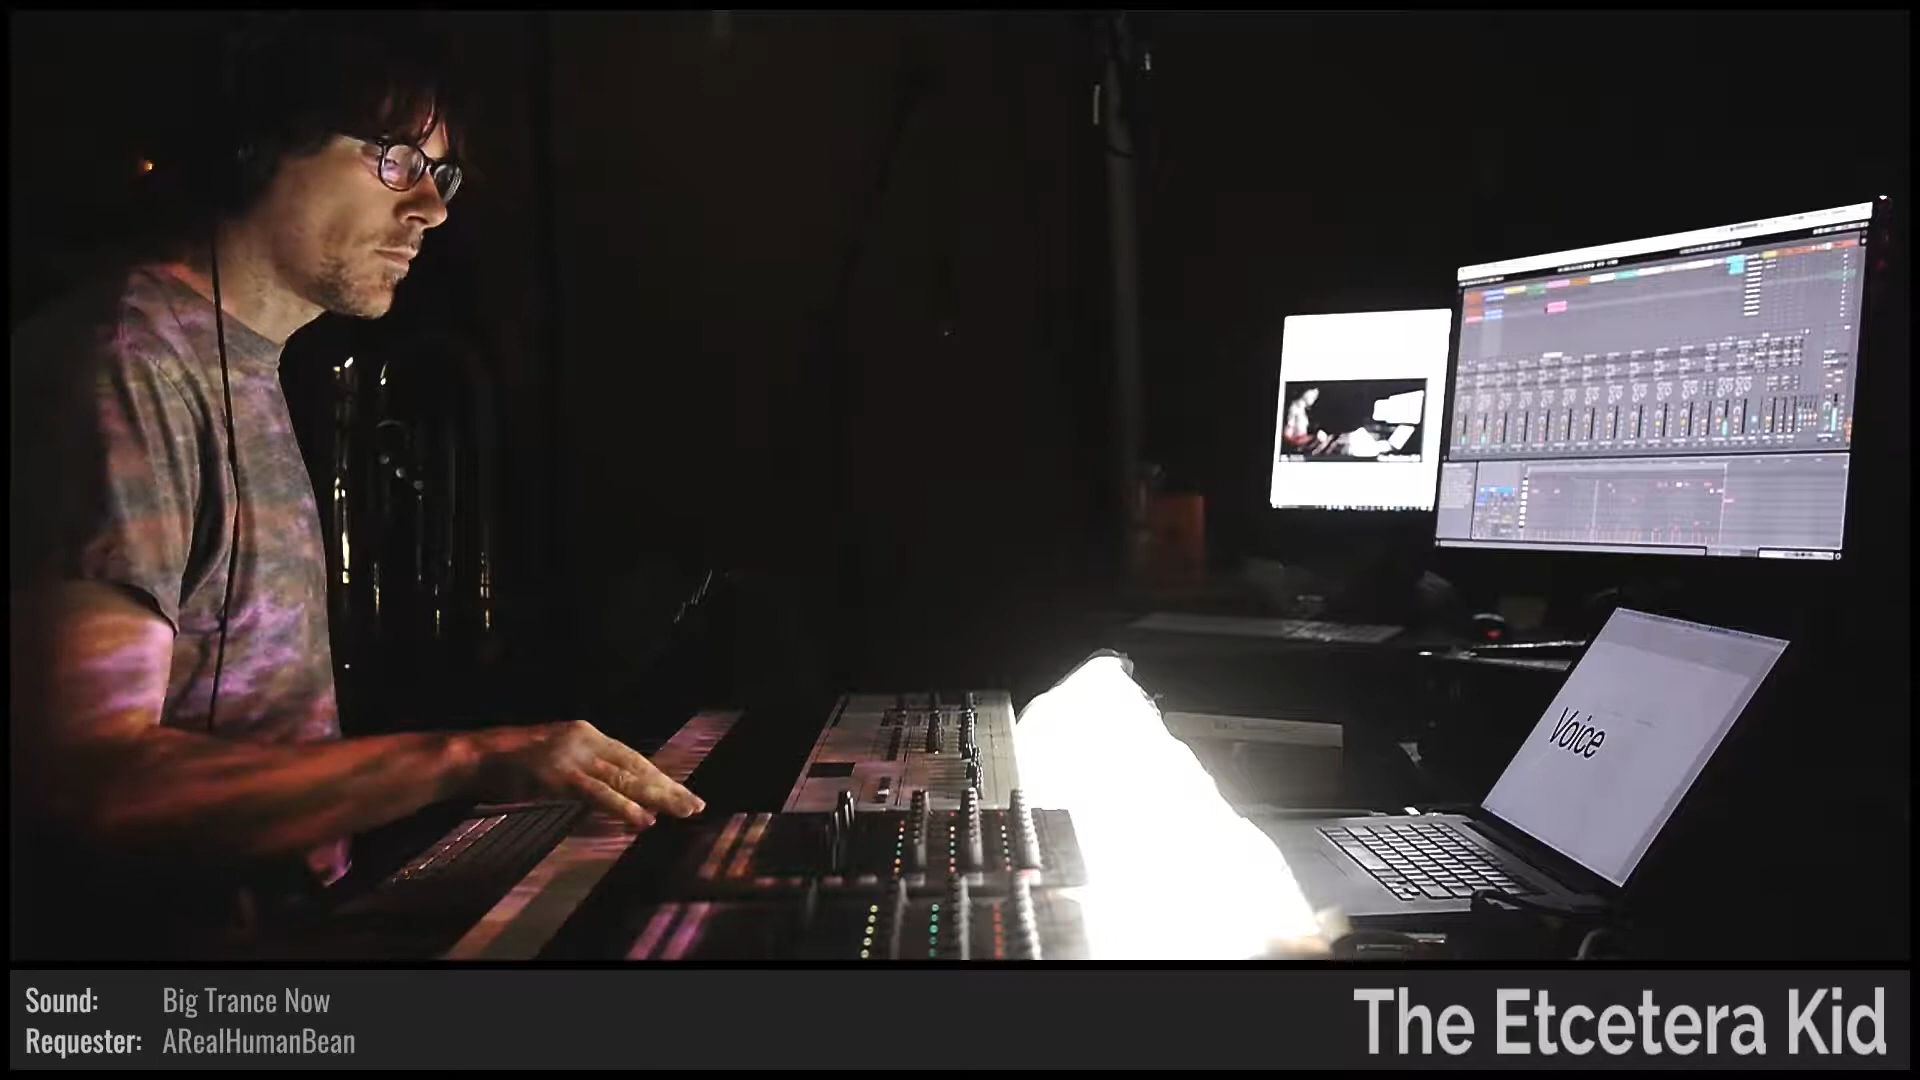 Voice
Sound: Big Trance Now
Requester: ARealHumanBean
The Etcetera Kid